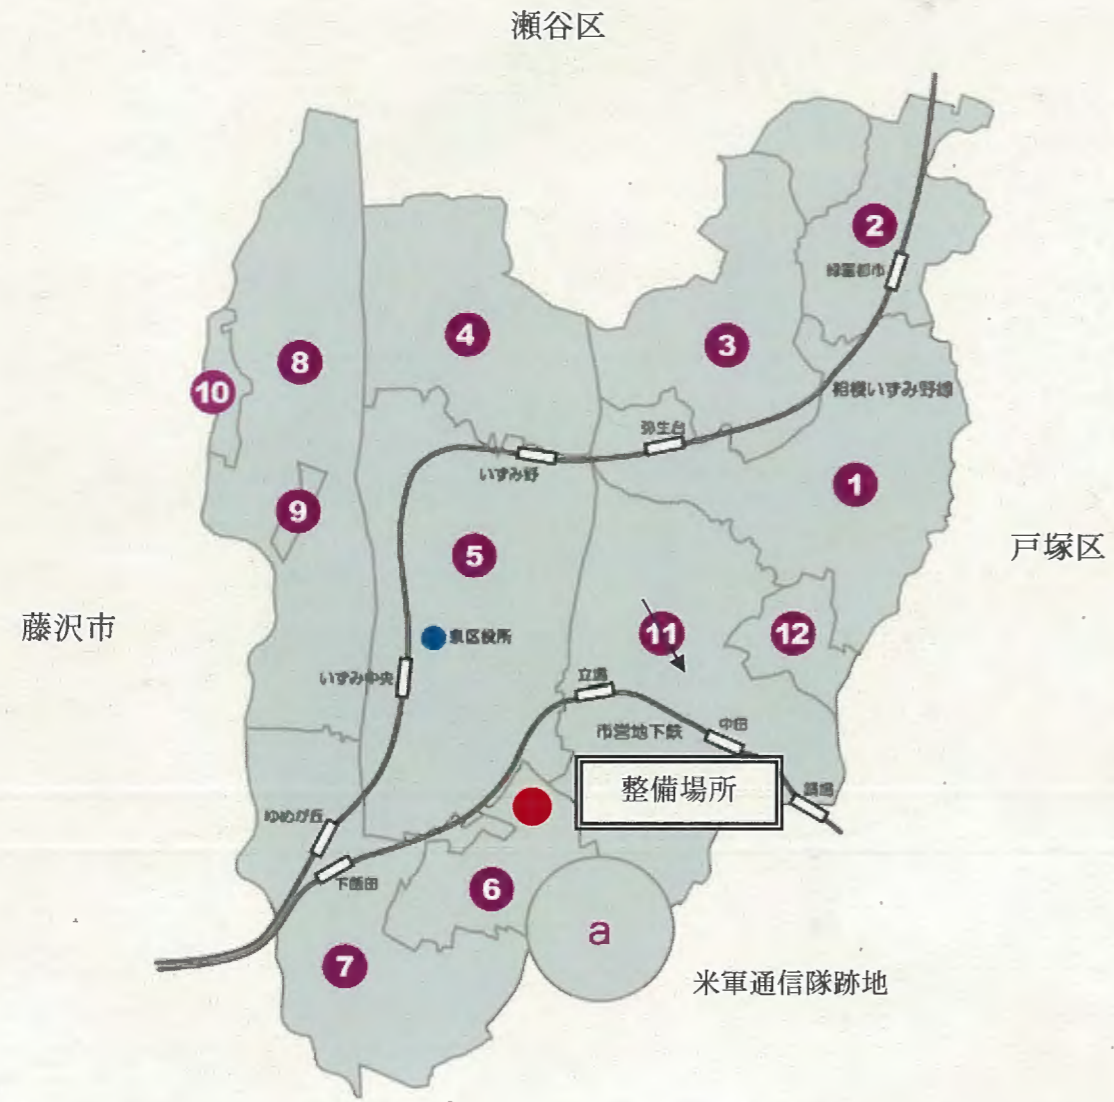 瀬谷区
2
緑園都市
4
3
8
10
相模いずみ野線
弥生台
いずみ野
1
9
戸塚区
5
藤沢市
泉区役所
11
12
いずみ中央
立場
市営地下鉄
中田
整備場所
踊場
ゆめが丘
下飯田
6
a
7
米軍通信隊跡地